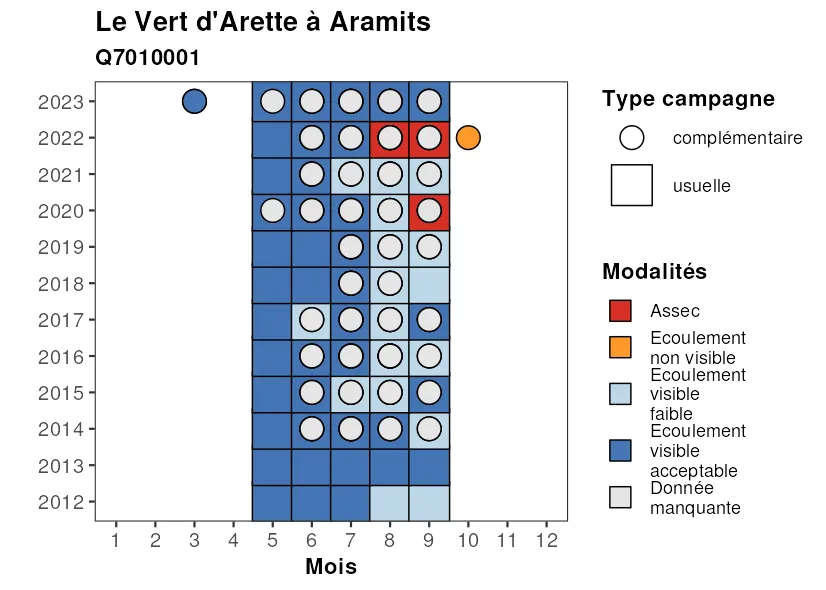 Le Vert d'Arette à Aramits
Q7010001
2023
2022
2021
2020
2019
2018
2017
2016
2015
2014
2013
2012
1 2 3 4 5 6 7 8 9 10 11 12
Mois
Type campagne
complémentaire
usuelle
Modalités
Assec
Ecoulement
non visible
Ecoulement
visible
faible
Ecoulement
visible
acceptable
Donnée
manquante